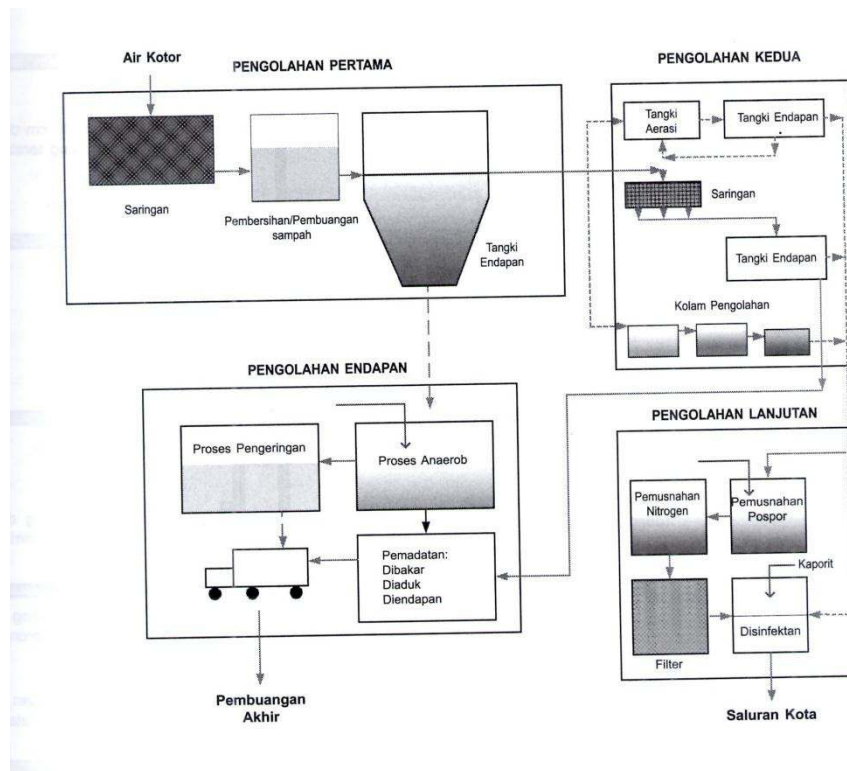 Air Kotor
PENGOLAHAN PERTAMA
Saringan
Pembersihan/Pembuangan
sampah
Tangki
Endapan
PENGOLAHAN KEDUA
Tangki
Aerasi
Tangki Endapan
Saringan
Tangki Endapan
Kolam Pengolahan
PENGOLAHAN ENDAPAN
Proses Pengeringan
Proses Anaerob
Pemadatan:
Dibakar
Diaduk
Diendapan
Pembuangan
Akhir
PENGOLAHAN LANJUTAN
Pemusnahan
Nitrogen
Pemusnahan
Pospor
Kaporit
Filter
Disinfektan
Saluran Kota